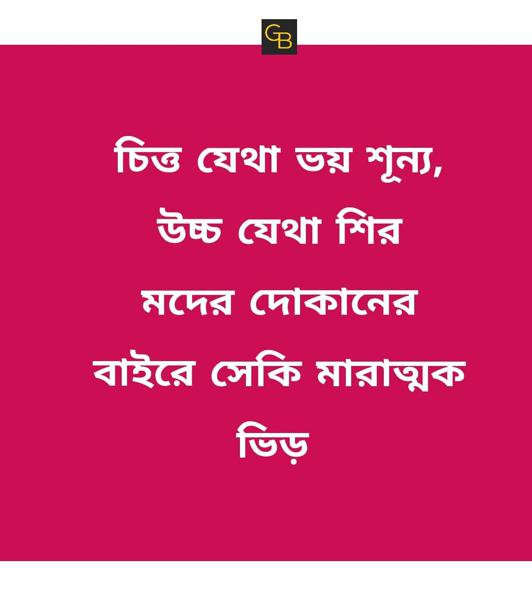 GB
চিত্ত যেথা ভয় শূন্য,
উচ্চ যেথা শির
মদের দোকানের
বাইরে সেকি মারাত্মক
ভিড়